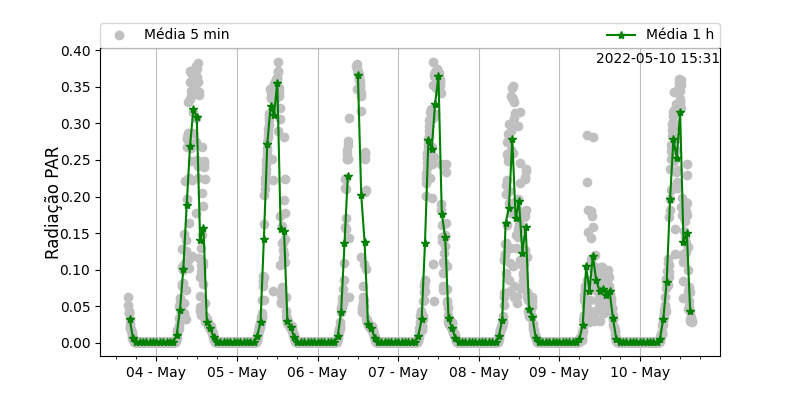 Média 5 min
Média 1 h
2022-05-10 15:31
Radiação PAR
0.40
0.35
0.30
0.25
0.20
0.15
0.10
0.05
0.00
04 - May
05 - May
06 - May
07 - May
08 - May
09 - May
10 - May